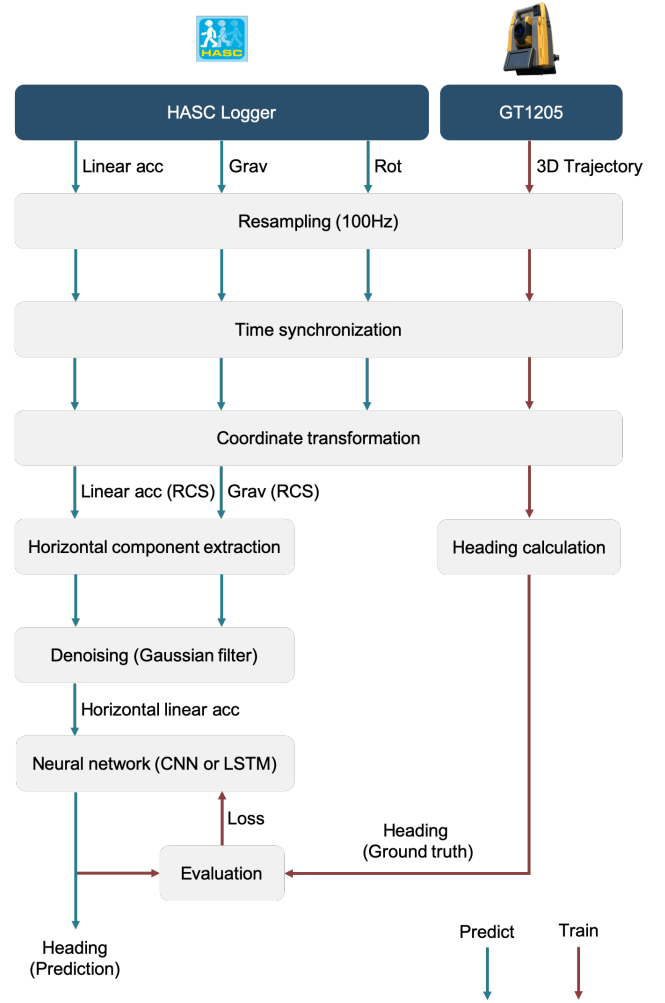 HASC
HASC Logger
GT1205
Linear acc
Grav
Rot
3D Trajectory
Resampling (100Hz)
Time synchronization
Coordinate transformation
Linear acc (RCS)
Grav (RCS)
Horizontal component extraction
Heading calculation
Denoising (Gaussian filter)
Horizontal linear acc
Neural network (CNN or LSTM)
Loss
Heading
(Ground truth)
Evaluation
Heading
(Prediction)
Predict
Train